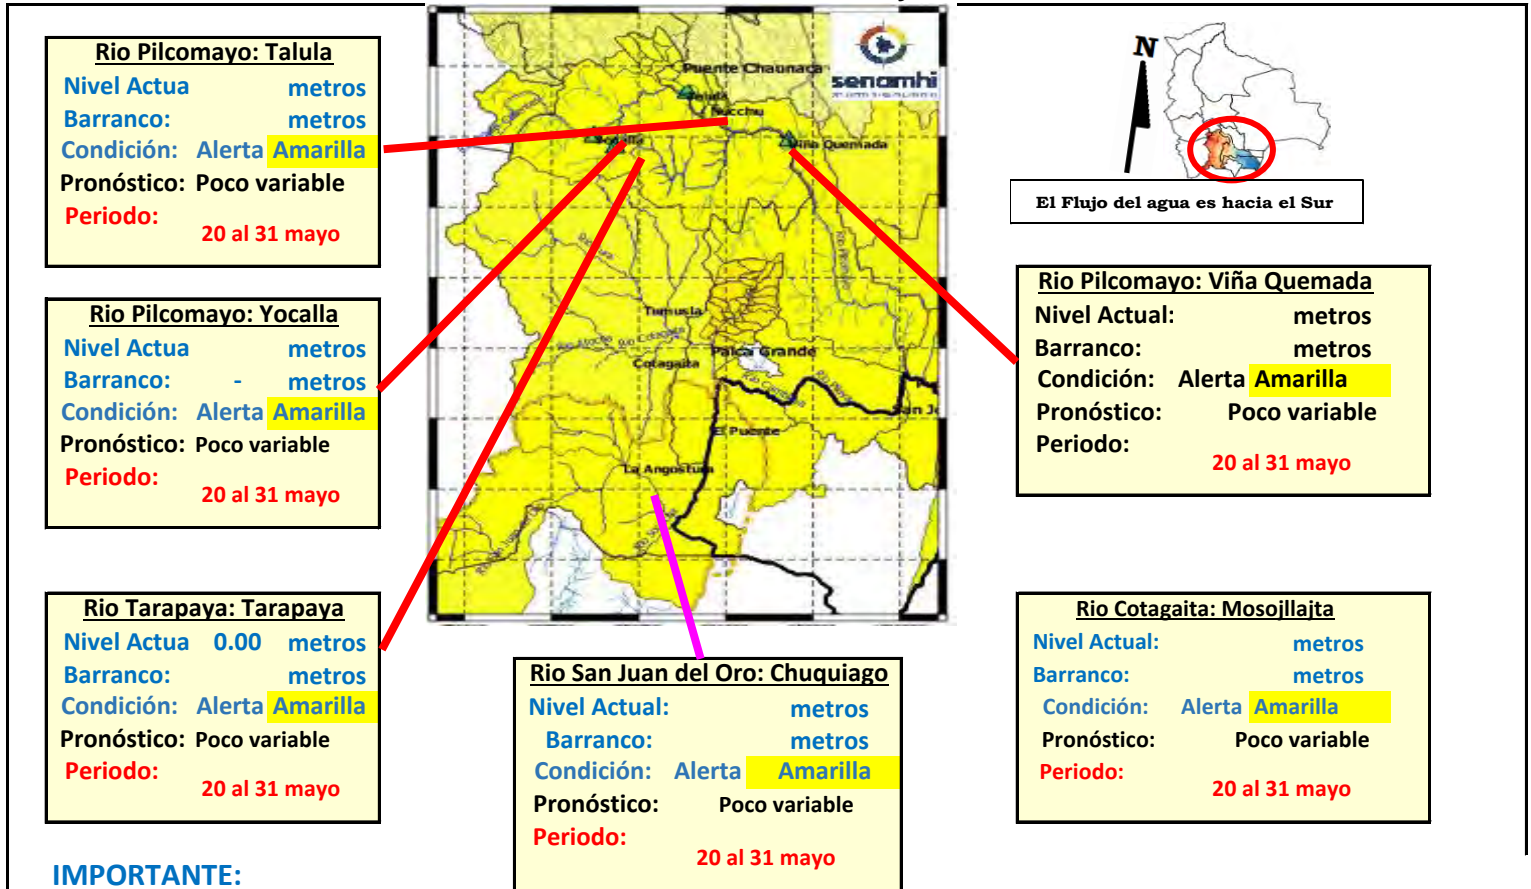 Rio Pilcomayo: Talula
Nivel Actua metros
Barranco: metros
Condición: Alerta Amarilla
Pronóstico: Poco variable
Periodo:
20 al 31 mayo
Rio Pilcomayo: Yocalla
Nivel Actua metros
Barranco: - metros
Condición: Alerta Amarilla
Pronóstico: Poco variable
Periodo:
20 al 31 mayo
Rio Tarapaya: Tarapaya
Nivel Actua 0.00 metros
Barranco: metros
Condición: Alerta Amarilla
Pronóstico: Poco variable
Periodo:
20 al 31 mayo
IMPORTANTE:
senamhi
Puente Chaunaca
Viña Quemada
Tumusla
Rio Cotagaita
Palca Grande
Cotagaita
El Puente
La Angostura
Rio San Juan del Oro: Chuquiago
Nivel Actual: metros
Barranco: metros
Condición: Alerta Amarilla
Pronóstico: Poco variable
Periodo:
20 al 31 mayo
N
El Flujo del agua es hacia el Sur
Rio Pilcomayo: Viña Quemada
Nivel Actual: metros
Barranco: metros
Condición: Alerta Amarilla
Pronóstico: Poco variable
Periodo:
20 al 31 mayo
Rio Cotagaita: Mosojllajta
Nivel Actual: metros
Barranco: metros
Condición: Alerta Amarilla
Pronóstico: Poco variable
Periodo:
20 al 31 mayo